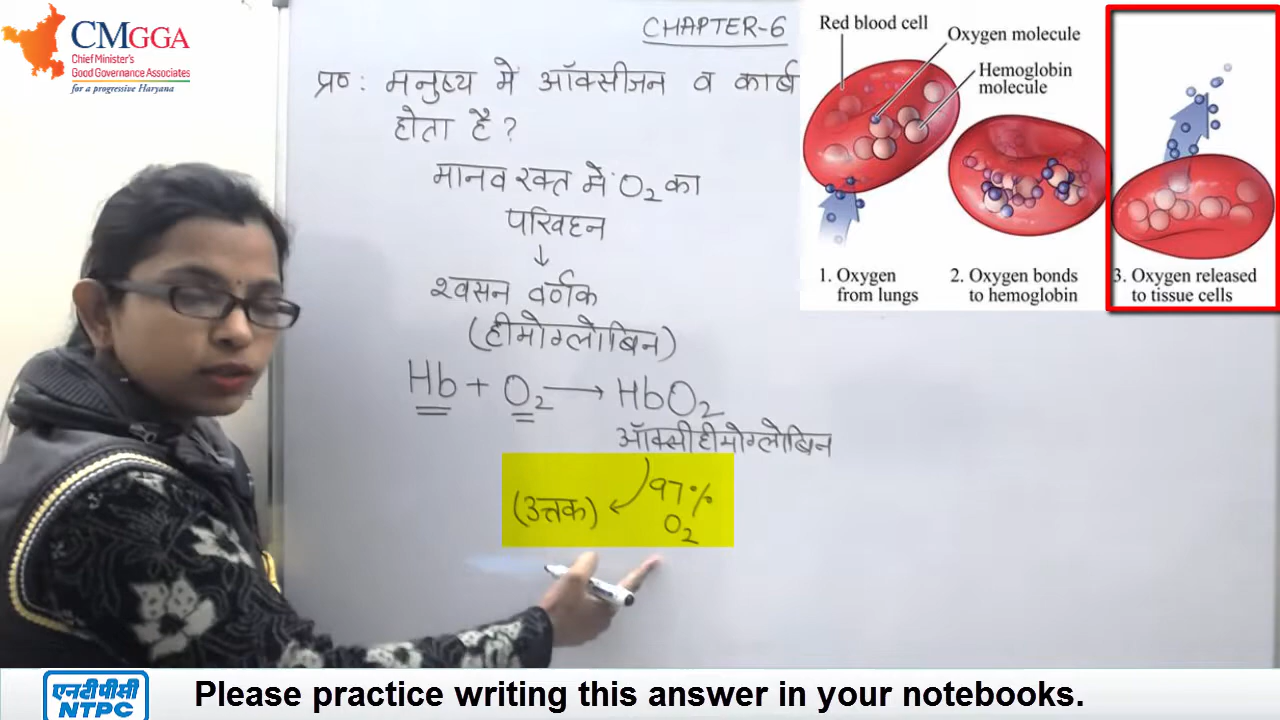 CMGGA
Chief Minister's
Good Governance Associates
for a progressive Haryana
CHAPTER-6
प्र०: मनुष्य में ऑक्सीजन व कार्ब
होता है?
मानव रक्त में O₂ का
परिवहन
↓
श्वसन वर्णक
(हीमोग्लोबिन)
Hb + O₂ → HbO₂
ऑक्सीहीमोग्लोबिन
97%
(उत्तक) ←
O₂
Red blood cell
Oxygen molecule
Hemoglobin
molecule
1. Oxygen
from lungs
2. Oxygen bonds
to hemoglobin
3. Oxygen released
to tissue cells
एनटीपीसी
NTPC
Please practice writing this answer in your notebooks.